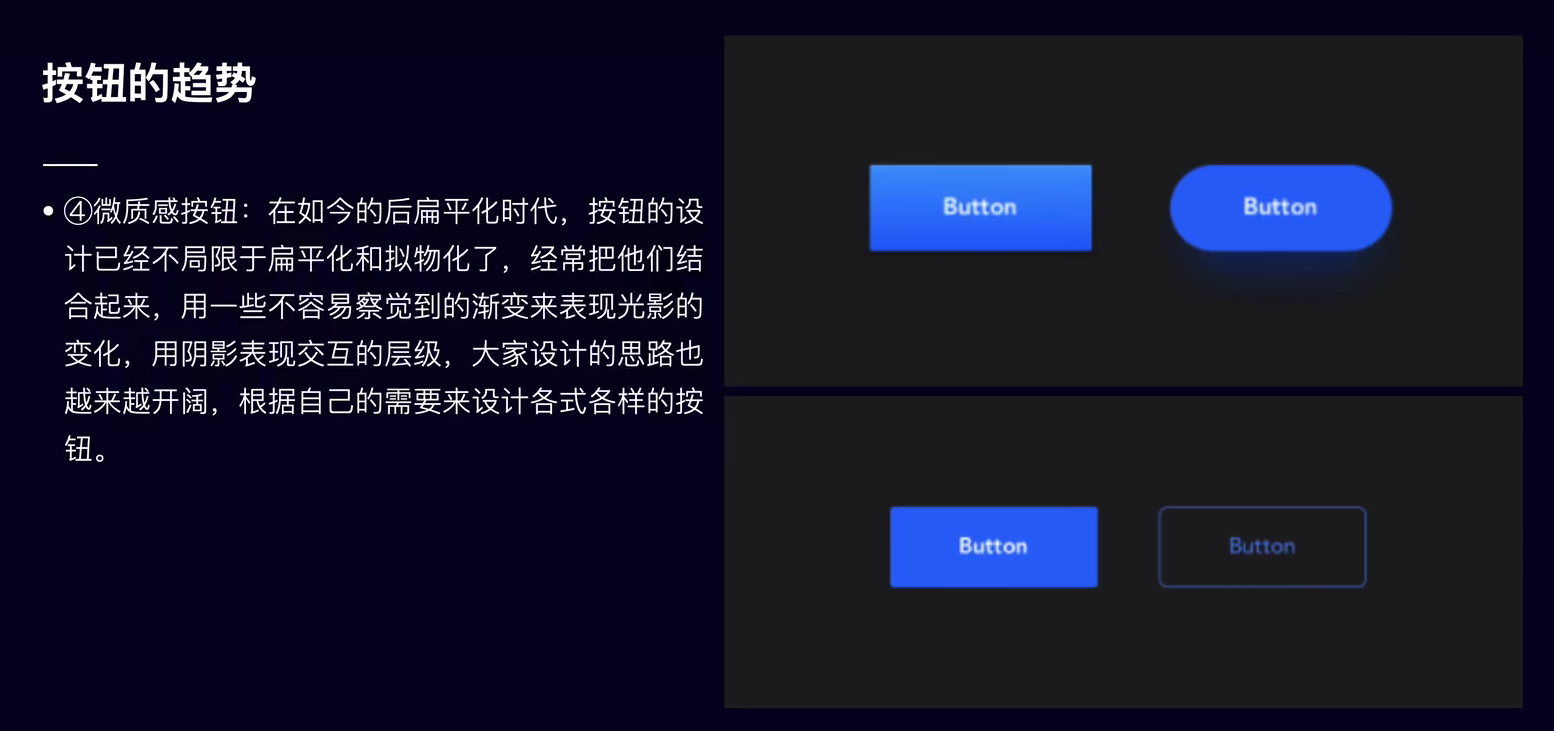 按钮的趋势
• ④微质感按钮：在如今的后扁平化时代，按钮的设
计已经不局限于扁平化和拟物化了，经常把他们结
合起来，用一些不容易察觉到的渐变来表现光影的
变化，用阴影表现交互的层级，大家设计的思路也
越来越开阔，根据自己的需要来设计各式各样的按
钮。
Button
Button
Button
Button